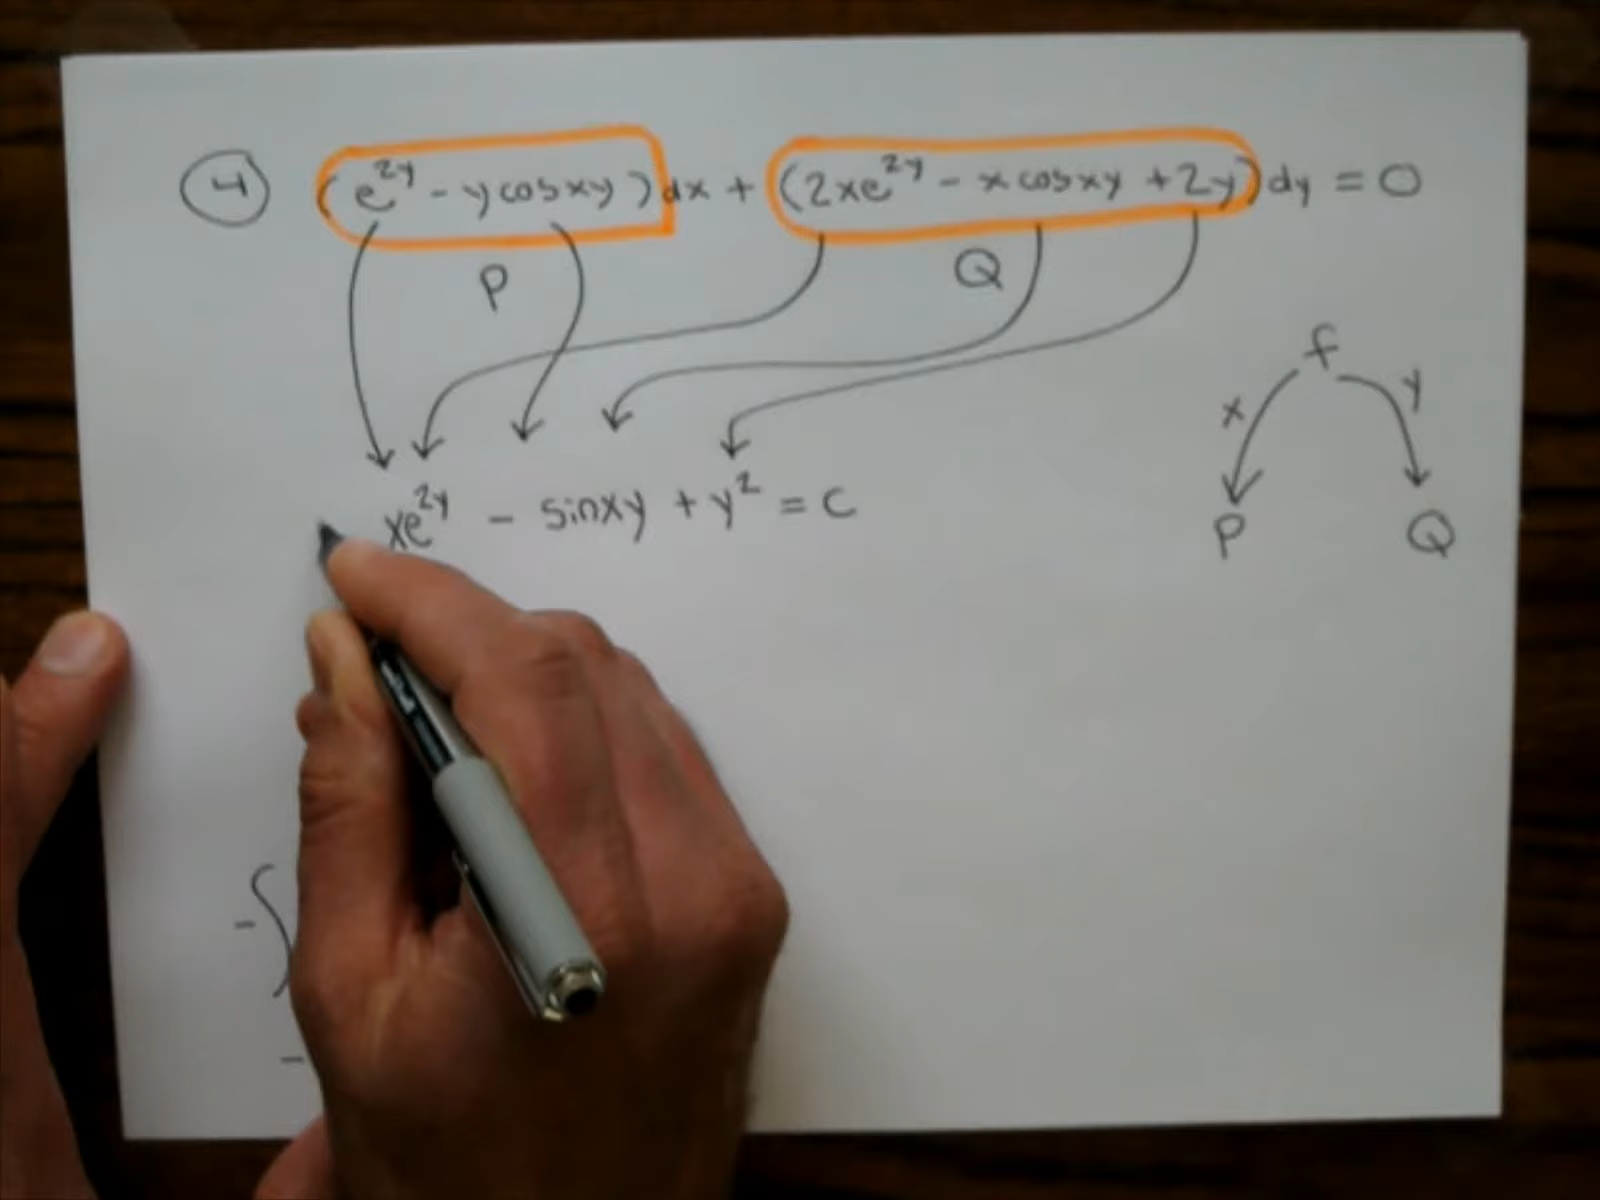 4 (e^2y - y cos xy) dx + (2xe^2y - x cos xy + 2y) dy = 0
P Q
f
x y
xe^2y - sin xy + y^2 = c
P Q
- ∫
-